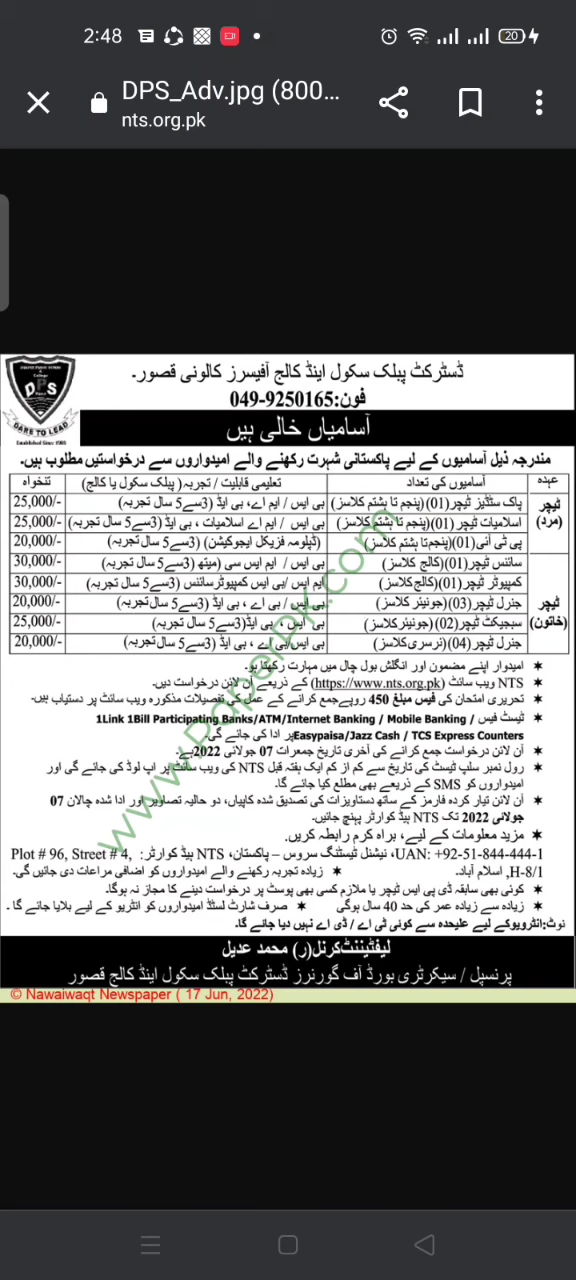 2:48
20
DPS_Adv.jpg (800...
nts.org.pk
DPS
DARE TO LEAD
Established Since 1991
ڈسٹرکٹ پبلک سکول اینڈ کالج آفیسرز کالونی قصور۔
فون:049-9250165
آسامیاں خالی ہیں
مندرجہ ذیل آسامیوں کے لیے پاکستانی شہرت رکھنے والے امیدواروں سے درخواستیں مطلوب ہیں۔
عہدہ آسامیوں کی تعداد تعلیمی قابلیت / تجربہ (پبلک سکول یا کالج) تنخواہ
ٹیچر (مرد) پاک سٹڈیز ٹیچر (01) (پنجم تا ہشتم کلاسز) بی ایس / ایم اے، بی ایڈ (3سے5 سال تجربہ) 25,000/-
اسلامیات ٹیچر (01) (پنجم تا ہشتم کلاسز) بی ایس / ایم اے اسلامیات، بی ایڈ (3سے5 سال تجربہ) 25,000/-
پی ٹی آئی (01) (پنجم تا ہشتم کلاسز) (ڈپلومہ فزیکل ایجوکیشن) (3سے5 سال تجربہ) 20,000/-
ٹیچر (خاتون) سائنس ٹیچر (01) (کالج کلاسز) بی ایس / ایم ایس سی (میتھ) (3سے5 سال تجربہ) 30,000/-
کمپیوٹر ٹیچر (01) (کالج کلاسز) ایم ایس/بی ایس کمپیوٹر سائنس (3سے5 سال تجربہ) 30,000/-
جنرل ٹیچر (03) (جونیئر کلاسز) بی ایس / بی اے، بی ایڈ (3سے5 سال تجربہ) 20,000/-
سبجیکٹ ٹیچر (02) (جونیئر کلاسز) بی ایس، بی ایڈ(3سے5 سال تجربہ) 25,000/-
جنرل ٹیچر (04) (نرسری کلاسز) بی ایس/بی اے، بی ایڈ (3سے5 سال تجربہ) 20,000/-
★ امیدوار اپنے مضمون اور انگلش بول چال میں مہارت رکھتا ہو۔
★ NTS ویب سائٹ (https://www.nts.org.pk) کے ذریعے آن لائن درخواست دیں۔
★ تحریری امتحان کی فیس مبلغ 450 روپے جمع کرانے کے عمل کی تفصیلات مذکورہ ویب سائٹ پر دستیاب ہیں۔
★ ٹیسٹ فیس / 1Link 1Bill Participating Banks/ATM/Internet Banking / Mobile Banking
Easypaisa/Jazz Cash / TCS Express Counters پر ادا کی جائے گی۔
★ آن لائن درخواست جمع کرانے کی آخری تاریخ جمعرات 07 جولائی 2022ہے۔
★ رول نمبر سلپ ٹیسٹ کی تاریخ سے کم از کم ایک ہفتہ قبل NTS کی ویب سائٹ پر اپ لوڈ کی جائے گی اور
امیدواروں کو SMS کے ذریعے بھی مطلع کیا جائے گا۔
★ آن لائن تیار کردہ فارمز کے ساتھ دستاویزات کی تصدیق شدہ کاپیاں، دو حالیہ تصاویر اور ادا شدہ چالان 07
جولائی 2022 تک NTS ہیڈ کوارٹر پہنچ جائیں۔
★ مزید معلومات کے لیے، براہ کرم رابطہ کریں۔
UAN: +92-51-844-444-1، نیشنل ٹیسٹنگ سروس – پاکستان، NTS ہیڈ کوارٹر: Plot # 96, Street # 4,
H-8/1، اسلام آباد۔ ★ زیادہ تجربہ رکھنے والے امیدواروں کو اضافی مراعات دی جائیں گی۔
★ کوئی بھی سابقہ ڈی پی ایس ٹیچر یا ملازم کسی بھی پوسٹ پر درخواست دینے کا مجاز نہ ہوگا۔
★ زیادہ سے زیادہ عمر کی حد 40 سال ہوگی ★ صرف شارٹ لسٹڈ امیدواروں کو انٹریو کے لیے بلایا جائے گا۔
نوٹ:انٹرویوکے لیے علیحدہ سے کوئی ٹی اے / ڈی اے نہیں دیا جائے گا۔
لیفٹیننٹ کرنل(ر) محمد عدیل
پرنسپل / سیکرٹری بورڈ آف گورنرز ڈسٹرکٹ پبلک سکول اینڈ کالج قصور
www.PaperPK.com
© Nawaiwaqt Newspaper ( 17 Jun, 2022)